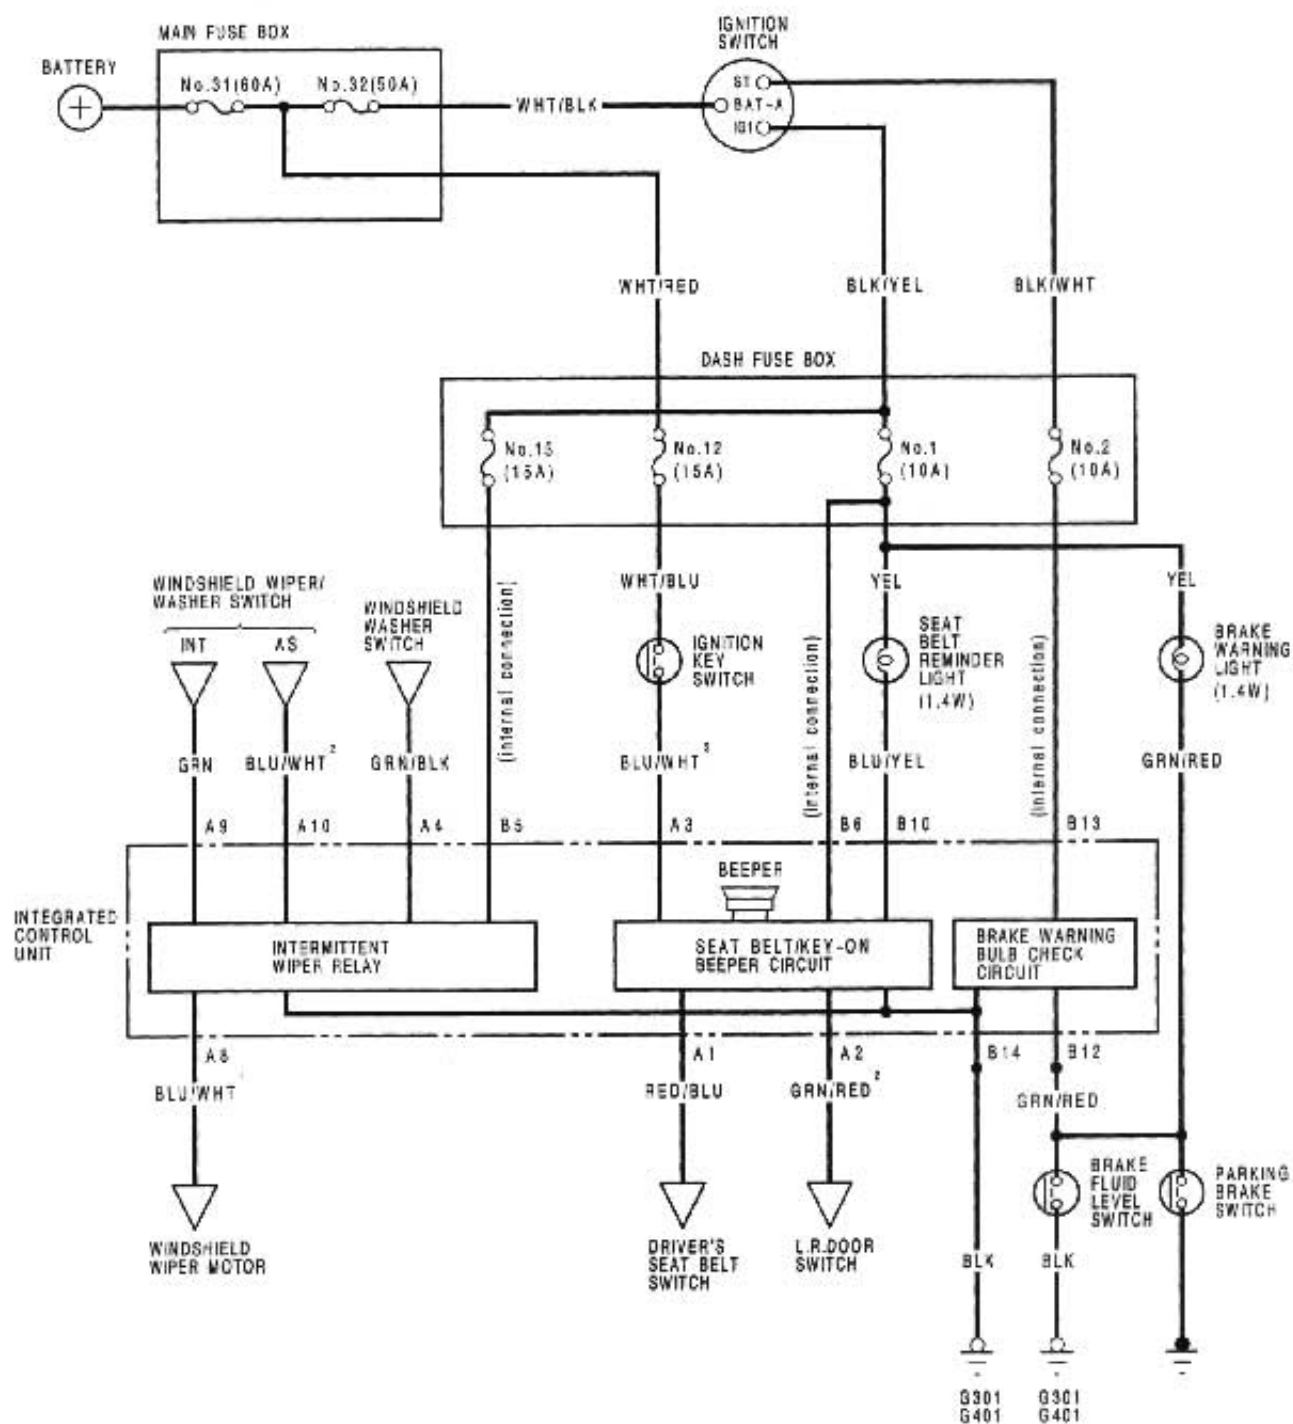 MAIN FUSE BOX
IGNITION
SWITCH
BATTERY
No.31(60A)
No.32(50A)
ST
BAT-A
IG1
WHT/BLK
WHT/RED
BLK/YEL
BLK/WHT
DASH FUSE BOX
No.15
(15A)
No.12
(15A)
No.1
(10A)
No.2
(10A)
WINDSHIELD WIPER/
WASHER SWITCH
INT
AS
WINDSHIELD
WASHER
SWITCH
(internal connection)
WHT/BLU
IGNITION
KEY
SWITCH
(internal connection)
YEL
SEAT
BELT
REMINDER
LIGHT
(1.4W)
(internal connection)
YEL
BRAKE
WARNING
LIGHT
(1.4W)
GRN
BLU/WHT 2
GRN/BLK
BLU/WHT 3
BLU/YEL
GRN/RED
A9
A10
A4
B5
A3
B6
B10
B13
INTEGRATED
CONTROL
UNIT
BEEPER
INTERMITTENT
WIPER RELAY
SEAT BELT/KEY-ON
BEEPER CIRCUIT
BRAKE WARNING
BULB CHECK
CIRCUIT
A8
A1
A2
B14
B12
BLU/WHT
RED/BLU
GRN/RED 2
GRN/RED
BRAKE
FLUID
LEVEL
SWITCH
PARKING
BRAKE
SWITCH
WINDSHIELD
WIPER MOTOR
DRIVER'S
SEAT BELT
SWITCH
L.R.DOOR
SWITCH
BLK
BLK
G301
G401
G301
G401